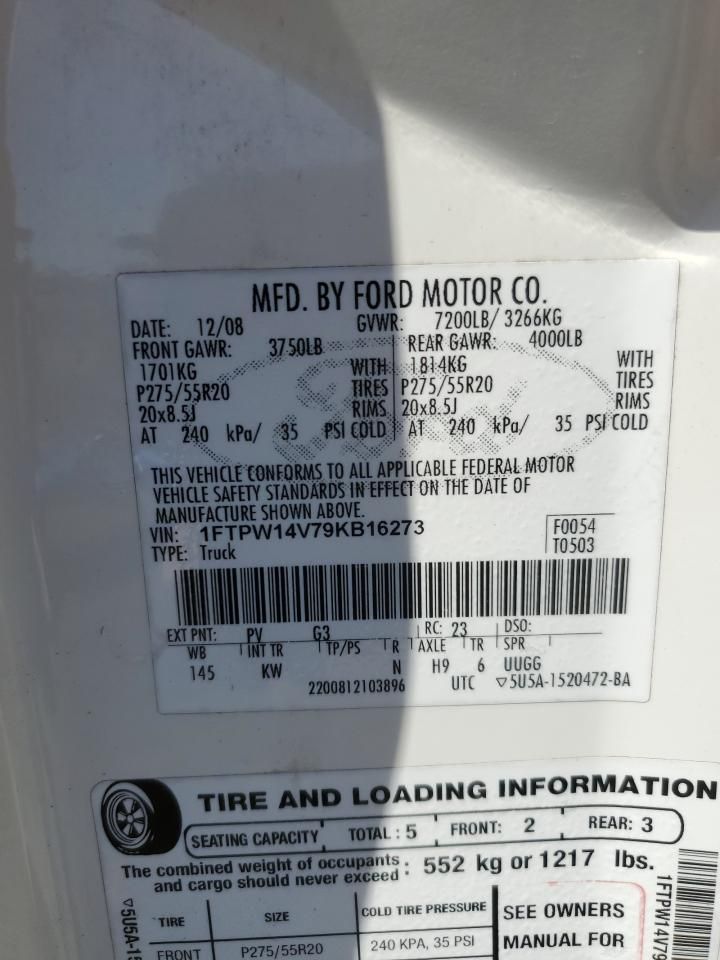 MFD. BY FORD MOTOR CO.
DATE: 12/08 GVWR: 7200LB/ 3266KG
FRONT GAWR: 3750LB REAR GAWR: 4000LB
1701KG WITH 1814KG WITH
P275/55R20 TIRES P275/55R20 TIRES
20x8.5J RIMS 20x8.5J RIMS
AT 240 kPa/ 35 PSI COLD AT 240 kPa/ 35 PSI COLD
THIS VEHICLE CONFORMS TO ALL APPLICABLE FEDERAL MOTOR
VEHICLE SAFETY STANDARDS IN EFFECT ON THE DATE OF
MANUFACTURE SHOWN ABOVE.
VIN: 1FTPW14V79KB16273 F0054
TYPE: Truck T0503
EXT PNT: PV G3 RC: 23 DSO:
WB INT TR TP/PS R AXLE TR SPR
145 KW N H9 6 UUGG
2200812103896 UTC ▽5U5A-1520472-BA
TIRE AND LOADING INFORMATION
SEATING CAPACITY TOTAL : 5 FRONT: 2 REAR: 3
The combined weight of occupants : 552 kg or 1217 lbs.
and cargo should never exceed
TIRE SIZE COLD TIRE PRESSURE SEE OWNERS
FRONT P275/55R20 240 KPA, 35 PSI MANUAL FOR
▽5U5A-15
1FTPW14V79